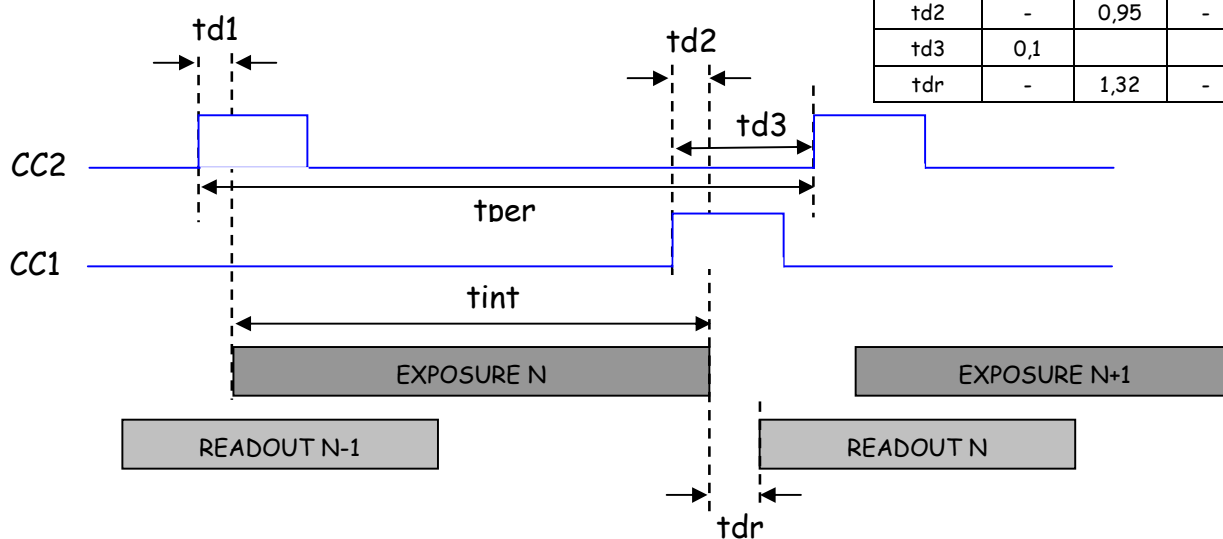 td2 - 0,95 -
td3 0,1
tdr - 1,32 -
td1
td2
td3
CC2
tper
CC1
tint
EXPOSURE N
EXPOSURE N+1
READOUT N-1
READOUT N
tdr